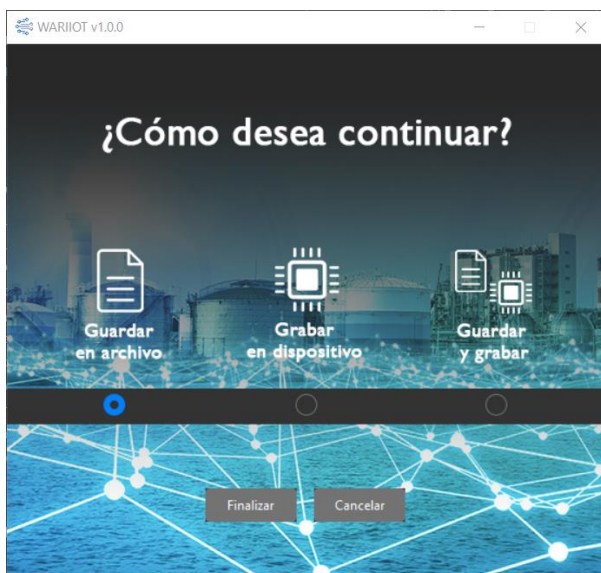 WARIIOT v1.0.0
¿Cómo desea continuar?
Guardar
en archivo
Grabar
en dispositivo
Guardar
y grabar
Finalizar
Cancelar